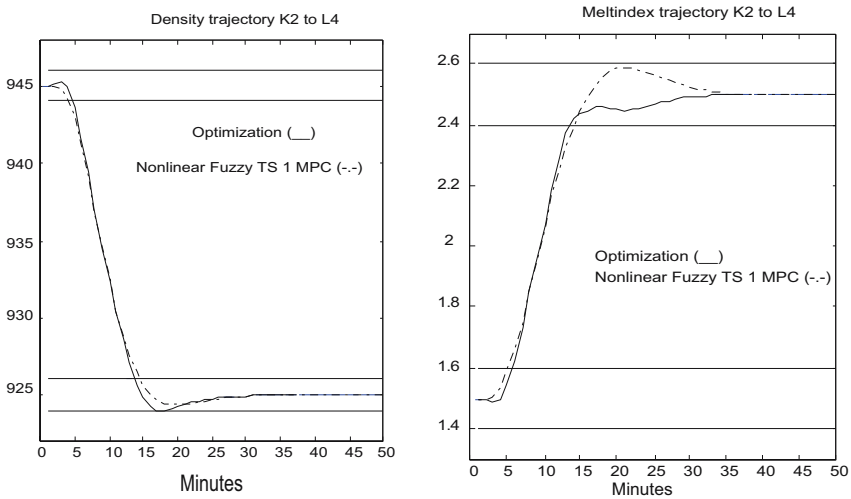 Density trajectory K2 to L4
945
940
935
930
925
Optimization (__)
Nonlinear Fuzzy TS 1 MPC (-.-)
0 5 10 15 20 25 30 35 40 45 50
Minutes
Meltindex trajectory K2 to L4
2.6
2.4
2.2
2
1.8
1.6
1.4
Optimization (__)
Nonlinear Fuzzy TS 1 MPC (-.-)
0 5 10 15 20 25 30 35 40 45 50
Minutes